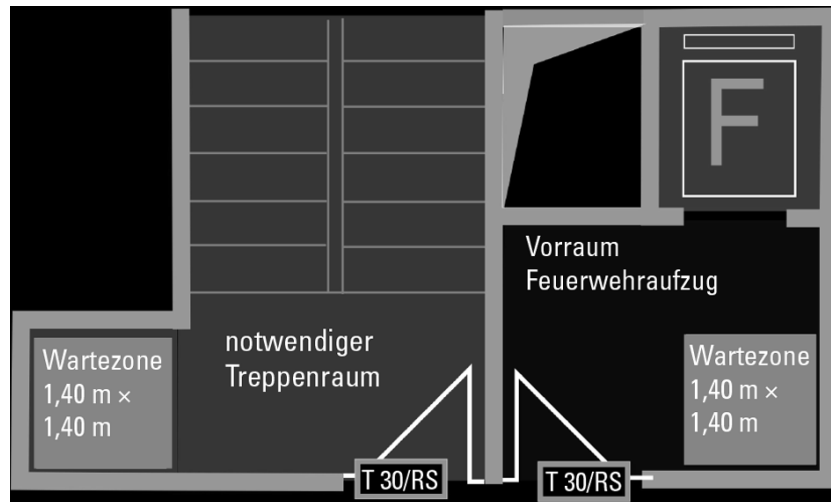 F
Vorraum
Feuerwehraufzug
notwendiger
Treppenraum
Wartezone
1,40 m ×
1,40 m
Wartezone
1,40 m ×
1,40 m
T 30/RS
T 30/RS